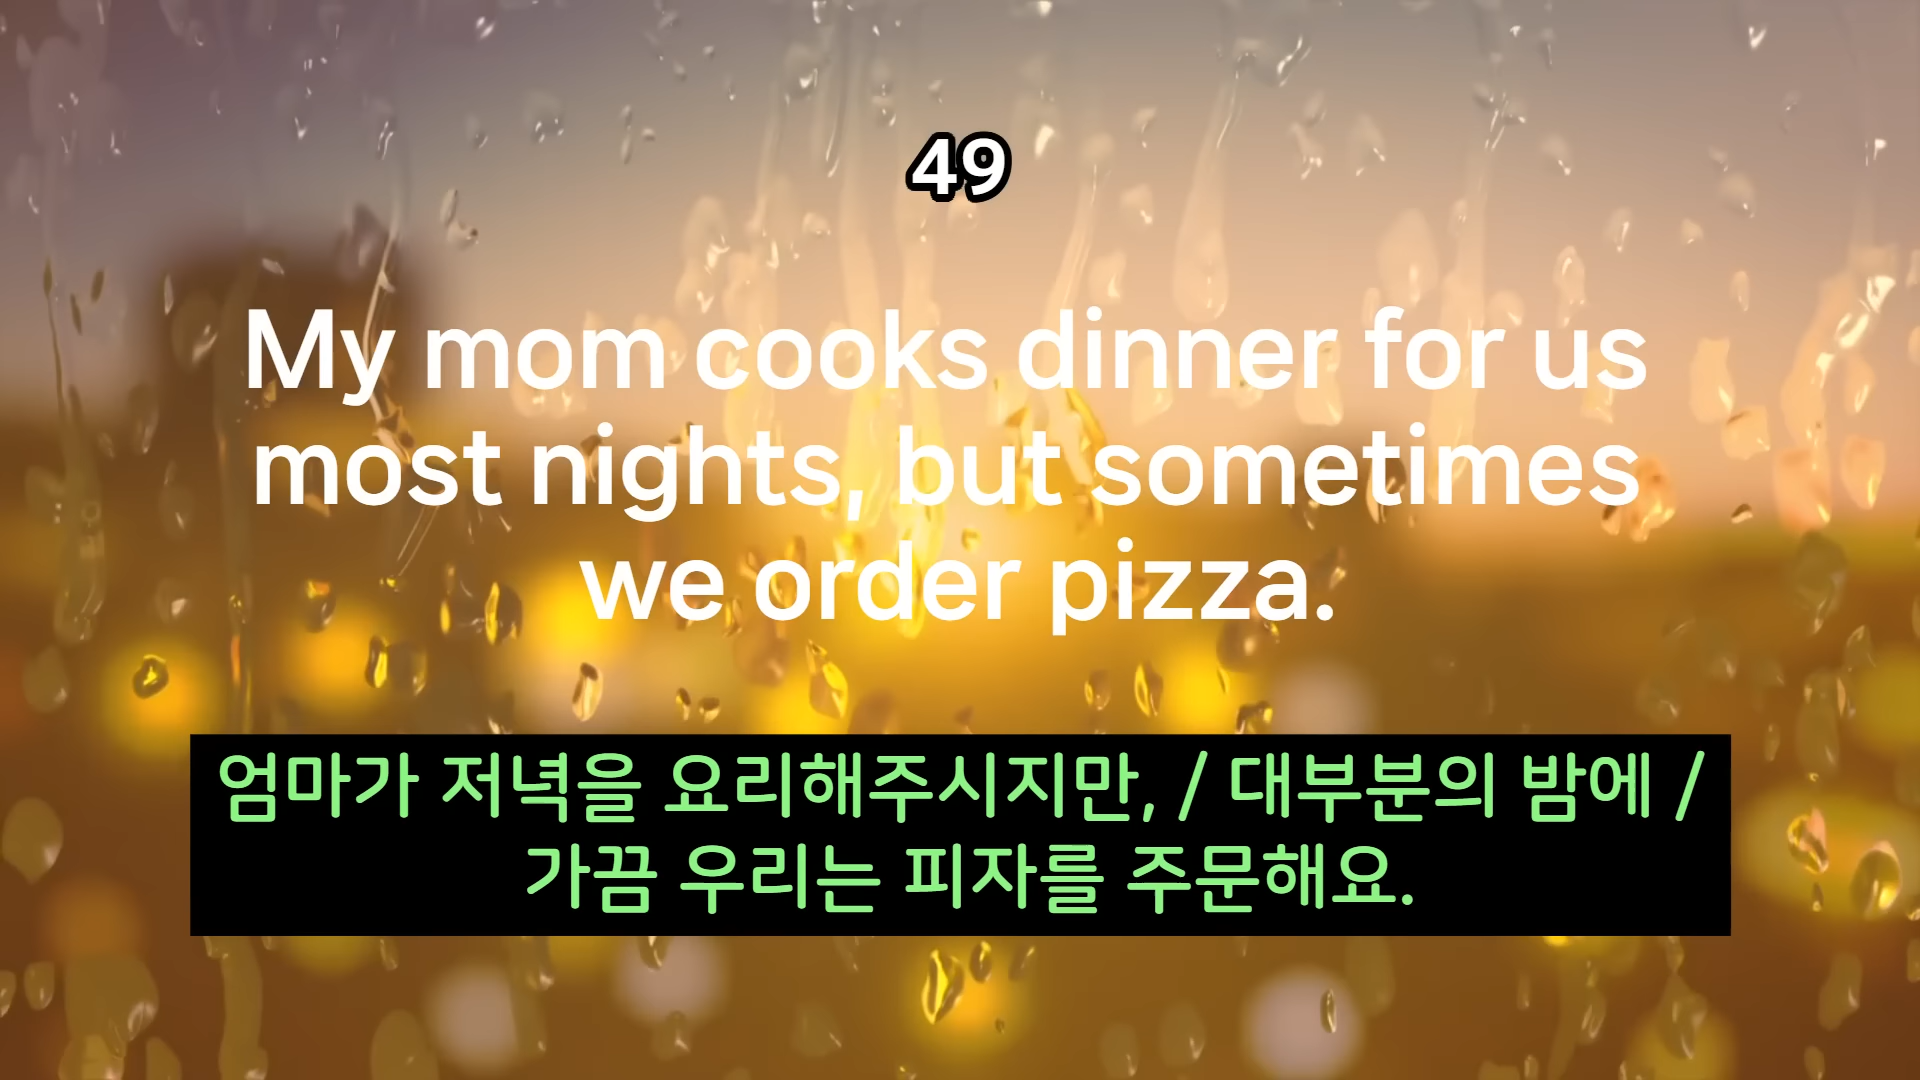 49
My mom cooks dinner for us
most nights, but sometimes
we order pizza.
엄마가 저녁을 요리해주시지만, / 대부분의 밤에 /
가끔 우리는 피자를 주문해요.